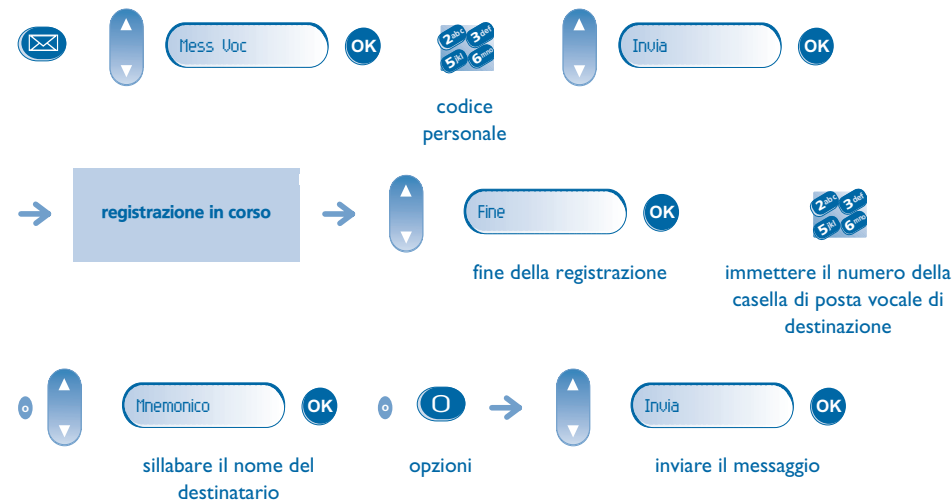 Mess Voc
OK
2abc 3def
5jkl 6mno
codice
personale
Invia
OK
registrazione in corso
Fine
OK
fine della registrazione
2abc 3def
5jkl 6mno
immettere il numero della
casella di posta vocale di
destinazione
o
Mnemonico
OK
sillabare il nome del
destinatario
o
opzioni
Invia
OK
inviare il messaggio